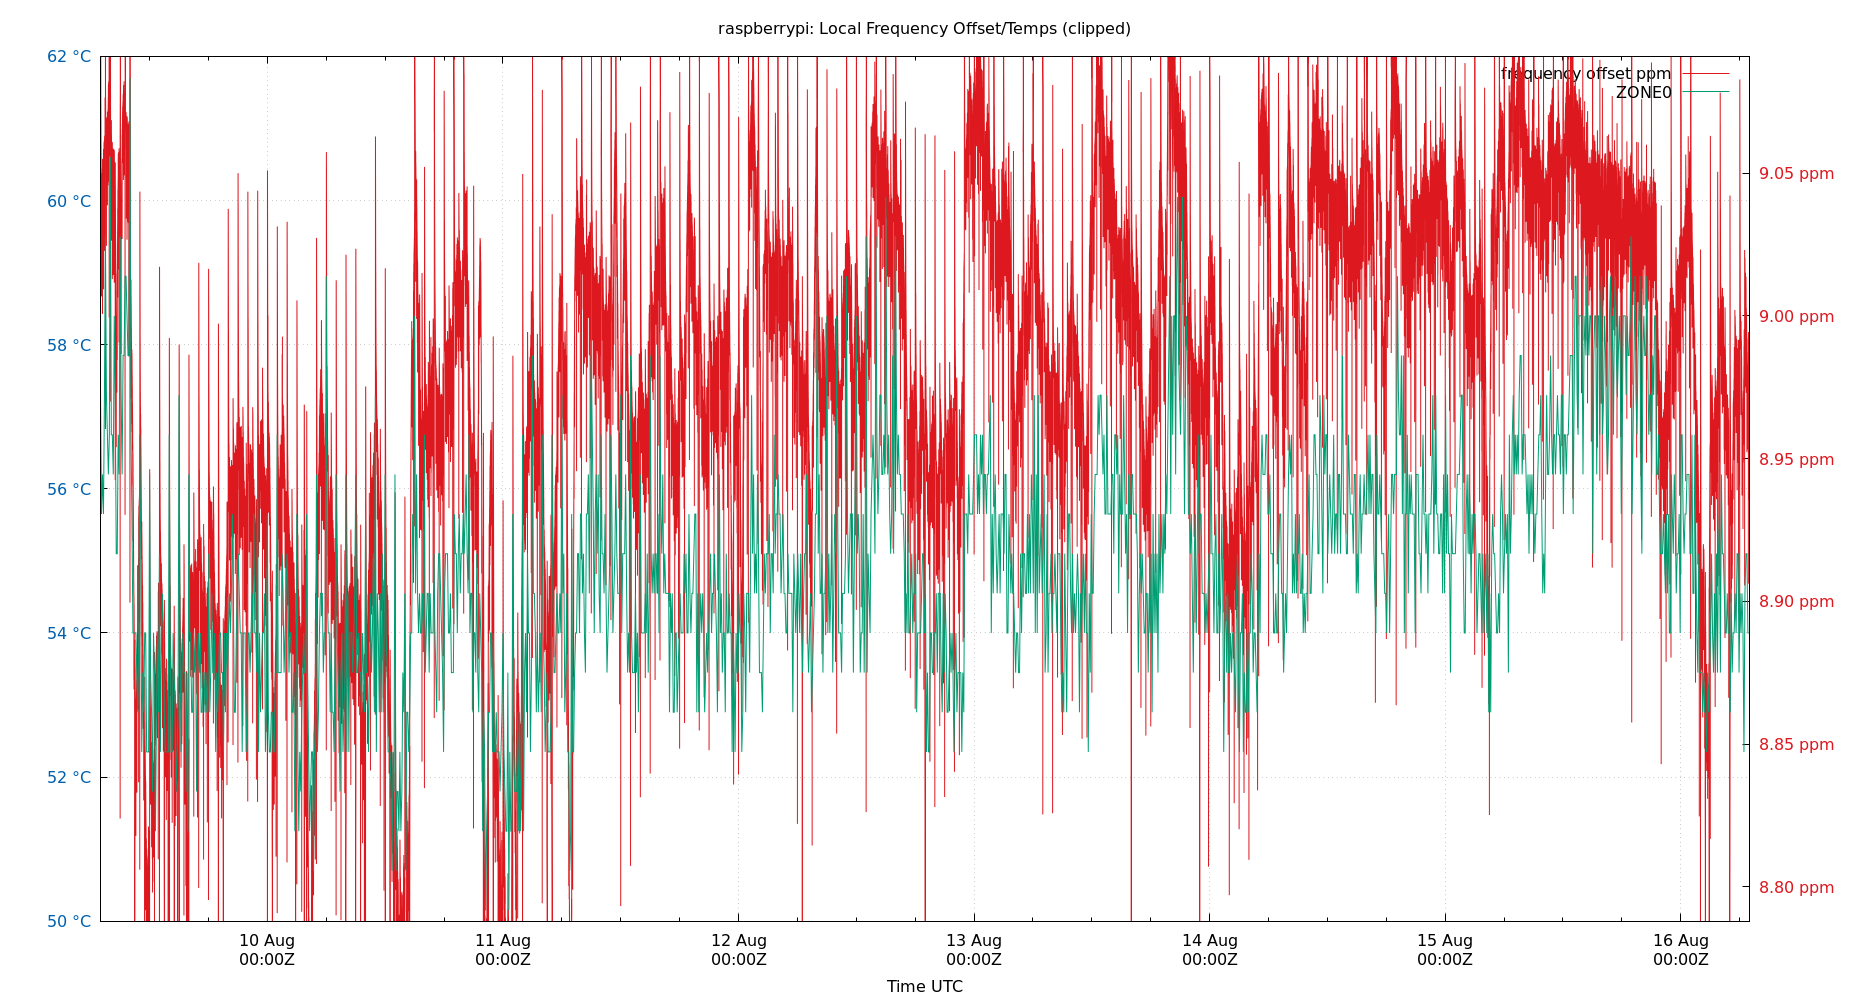 raspberrypi: Local Frequency Offset/Temps (clipped)
62 °C
60 °C
58 °C
56 °C
54 °C
52 °C
50 °C
frequency offset ppm
ZONE0
9.05 ppm
9.00 ppm
8.95 ppm
8.90 ppm
8.85 ppm
8.80 ppm
10 Aug
00:00Z
11 Aug
00:00Z
12 Aug
00:00Z
13 Aug
00:00Z
14 Aug
00:00Z
15 Aug
00:00Z
16 Aug
00:00Z
Time UTC